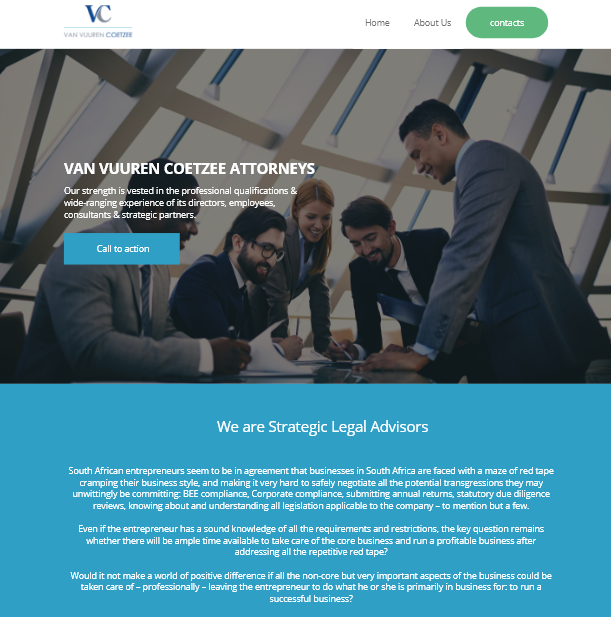 VC
VAN VUUREN COETZEE
Home
About Us
contacts
VAN VUUREN COETZEE ATTORNEYS
Our strength is vested in the professional qualifications &
wide-ranging experience of its directors, employees,
consultants & strategic partners.
Call to action
We are Strategic Legal Advisors
South African entrepreneurs seem to be in agreement that businesses in South Africa are faced with a maze of red tape
cramping their business style, and making it very hard to safely negotiate all the potential transgressions they may
unwittingly be committing: BEE compliance, Corporate compliance, submitting annual returns, statutory due diligence
reviews, knowing about and understanding all legislation applicable to the company – to mention but a few.
Even if the entrepreneur has a sound knowledge of all the requirements and restrictions, the key question remains
whether there will be ample time available to take care of the core business and run a profitable business after
addressing all the repetitive red tape?
Would it not make a world of positive difference if all the non-core but very important aspects of the business could be
taken care of – professionally – leaving the entrepreneur to do what he or she is primarily in business for: to run a
successful business?